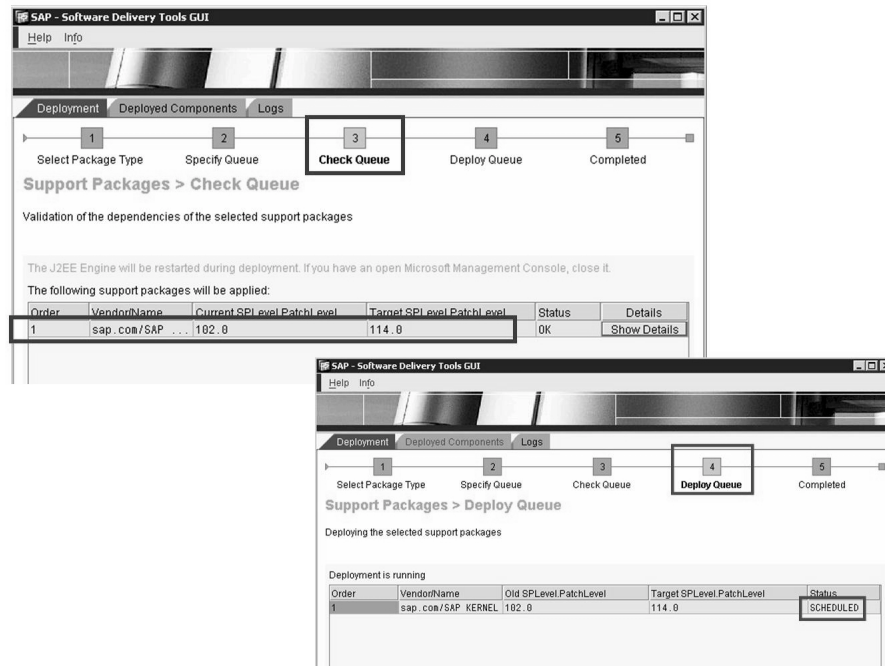 SAP - Software Delivery Tools GUI
Help Info
Deployment Deployed Components Logs
1 2 3 4 5
Select Package Type Specify Queue Check Queue Deploy Queue Completed
Support Packages > Check Queue
Validation of the dependencies of the selected support packages
The J2EE Engine will be restarted during deployment. If you have an open Microsoft Management Console, close it.
The following support packages will be applied:
Order Vendor/Name Current SPLevel.PatchLevel Target SPLevel.PatchLevel Status Details
1 sap.com/SAP ... 102.0 114.0 OK Show Details
SAP - Software Delivery Tools GUI
Help Info
Deployment Deployed Components Logs
1 2 3 4 5
Select Package Type Specify Queue Check Queue Deploy Queue Completed
Support Packages > Deploy Queue
Deploying the selected support packages
Deployment is running
Order Vendor/Name Old SPLevel.PatchLevel Target SPLevel.PatchLevel Status
1 sap.com/SAP KERNEL 102.0 114.0 SCHEDULED